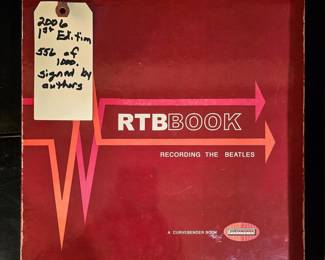 2006
1st Edition
556 of
1000.
signed by
authors
RTBBOOK
RECORDING THE BEATLES
A CURVEBENDER BOOK